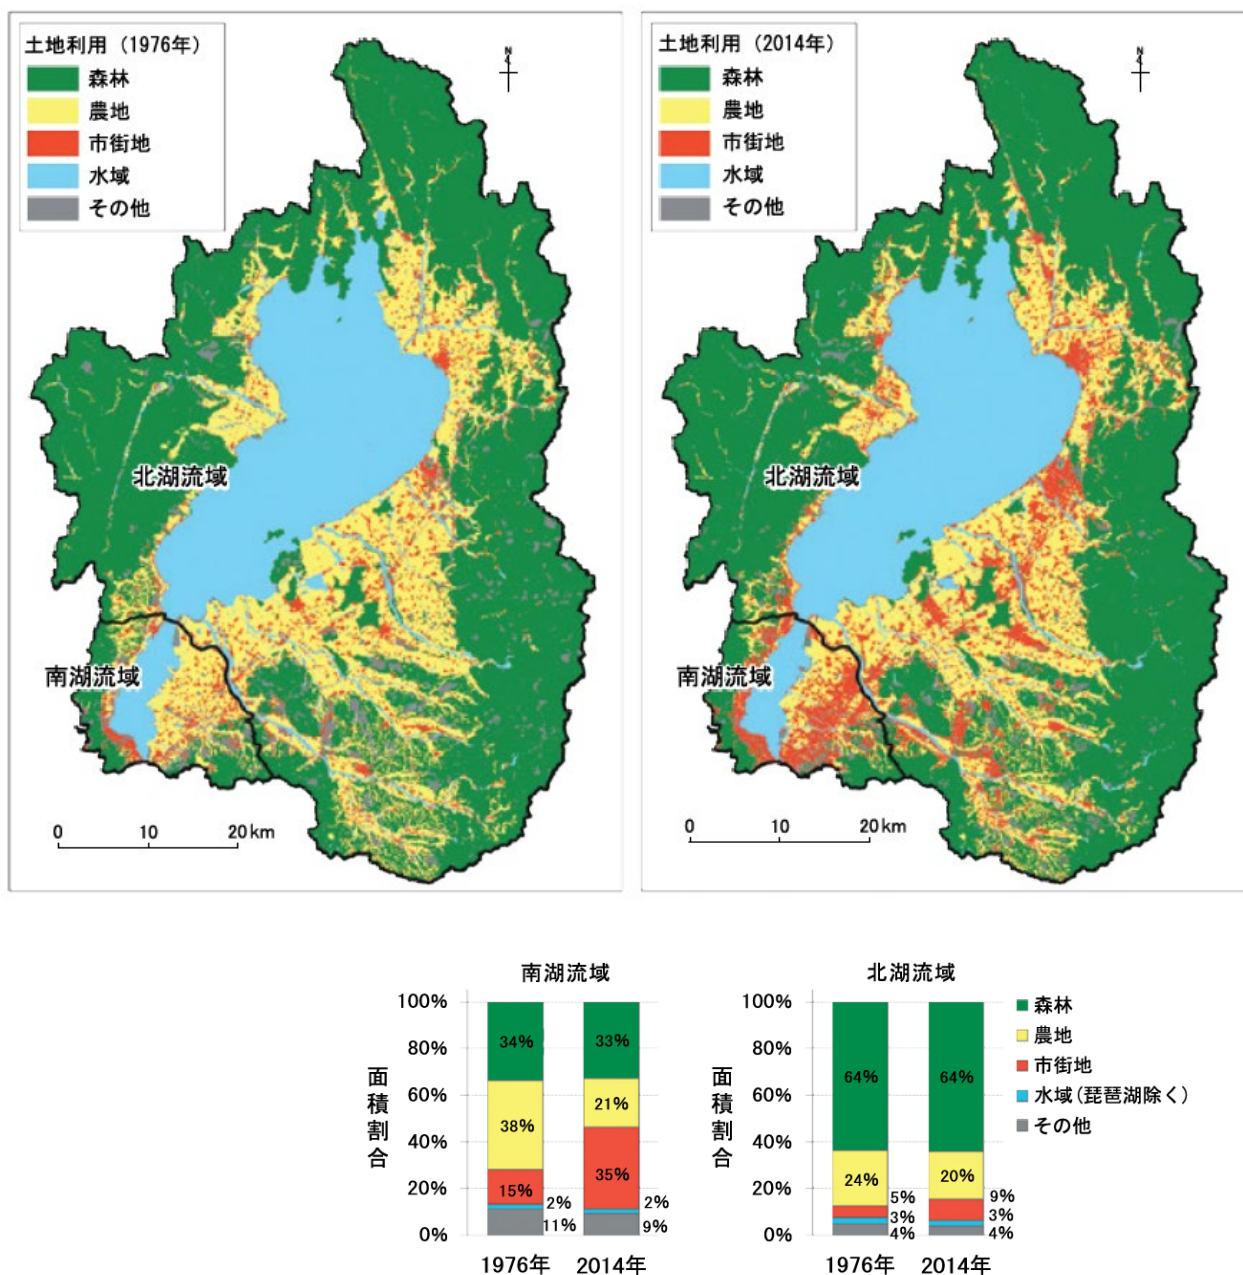 土地利用（1976年）
森林
農地
市街地
水域
その他
N
北湖流域
南湖流域
0 10 20km
土地利用（2014年）
森林
農地
市街地
水域
その他
N
北湖流域
南湖流域
0 10 20km
南湖流域
面積割合
100%
80%
60%
40%
20%
0%
34%
38%
15%
2%
11%
33%
21%
35%
2%
9%
1976年 2014年
北湖流域
面積割合
100%
80%
60%
40%
20%
0%
64%
24%
5%
3%
4%
64%
20%
9%
3%
4%
1976年 2014年
森林
農地
市街地
水域(琵琶湖除く)
その他